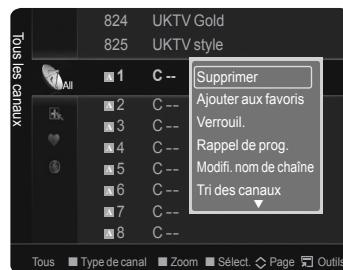 Tous les canaux
824 UKTV Gold
825 UKTV style
All
A 1 C --
A 2 C --
A 3 C --
A 4 C --
A 5 C --
A 6 C --
A 7 C --
A 8 C --
Supprimer
Ajouter aux favoris
Verrouil.
Rappel de prog.
Modifi. nom de chaîne
Tri des canaux
Tous Type de canal Zoom Sélect. Page Outils